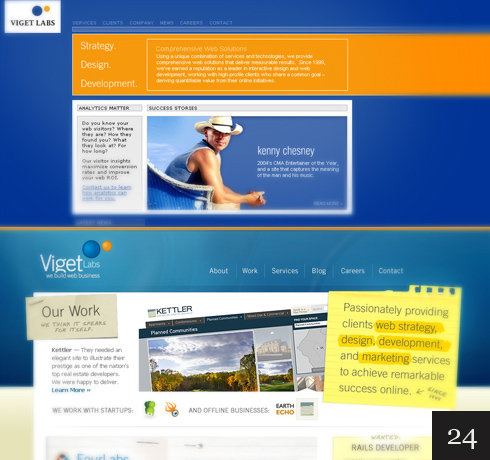 VIGET LABS
SERVICES CLIENTS COMPANY NEWS CAREERS CONTACT
Strategy.
Design.
Development.
Comprehensive Web Solutions
Using a unique combination of services and technologies, we provide
comprehensive web solutions that deliver measurable results. Since 1999,
we've earned a reputation as a leader in interactive design and web
development, working with high-profile clients who share a common goal –
deriving quantifiable value from their online initiatives.
ANALYTICS MATTER
Do you know your
web visitors? Where
they are? How they
found you? What
they look at? For
how long?
Our visitor insights
maximize conversion
rates and improve
your web ROI.
Contact us to learn
how analytics can
work for you.
SUCCESS STORIES
kenny chesney
2004's CMA Entertainer of the Year,
and a site that captures the meaning
of the man and his music.
READ MORE »
LATEST NEWS
Viget Labs
we build web business
About Work Services Blog Careers Contact
Our Work
WE THINK IT SPEAKS
FOR ITSELF.
Kettler — They needed an
elegant site to illustrate their
prestige as one of the nation's
top real estate developers.
We were happy to deliver.
Learn More »
KETTLER
Planned Communities
Planned Communities
Passionately providing
clients web strategy,
design, development,
and marketing services
to achieve remarkable
success online.
SINCE
1999
WE WORK WITH STARTUPS:
AND OFFLINE BUSINESSES:
EARTH
ECHO
FourLabs
WANTED:
RAILS DEVELOPER
24